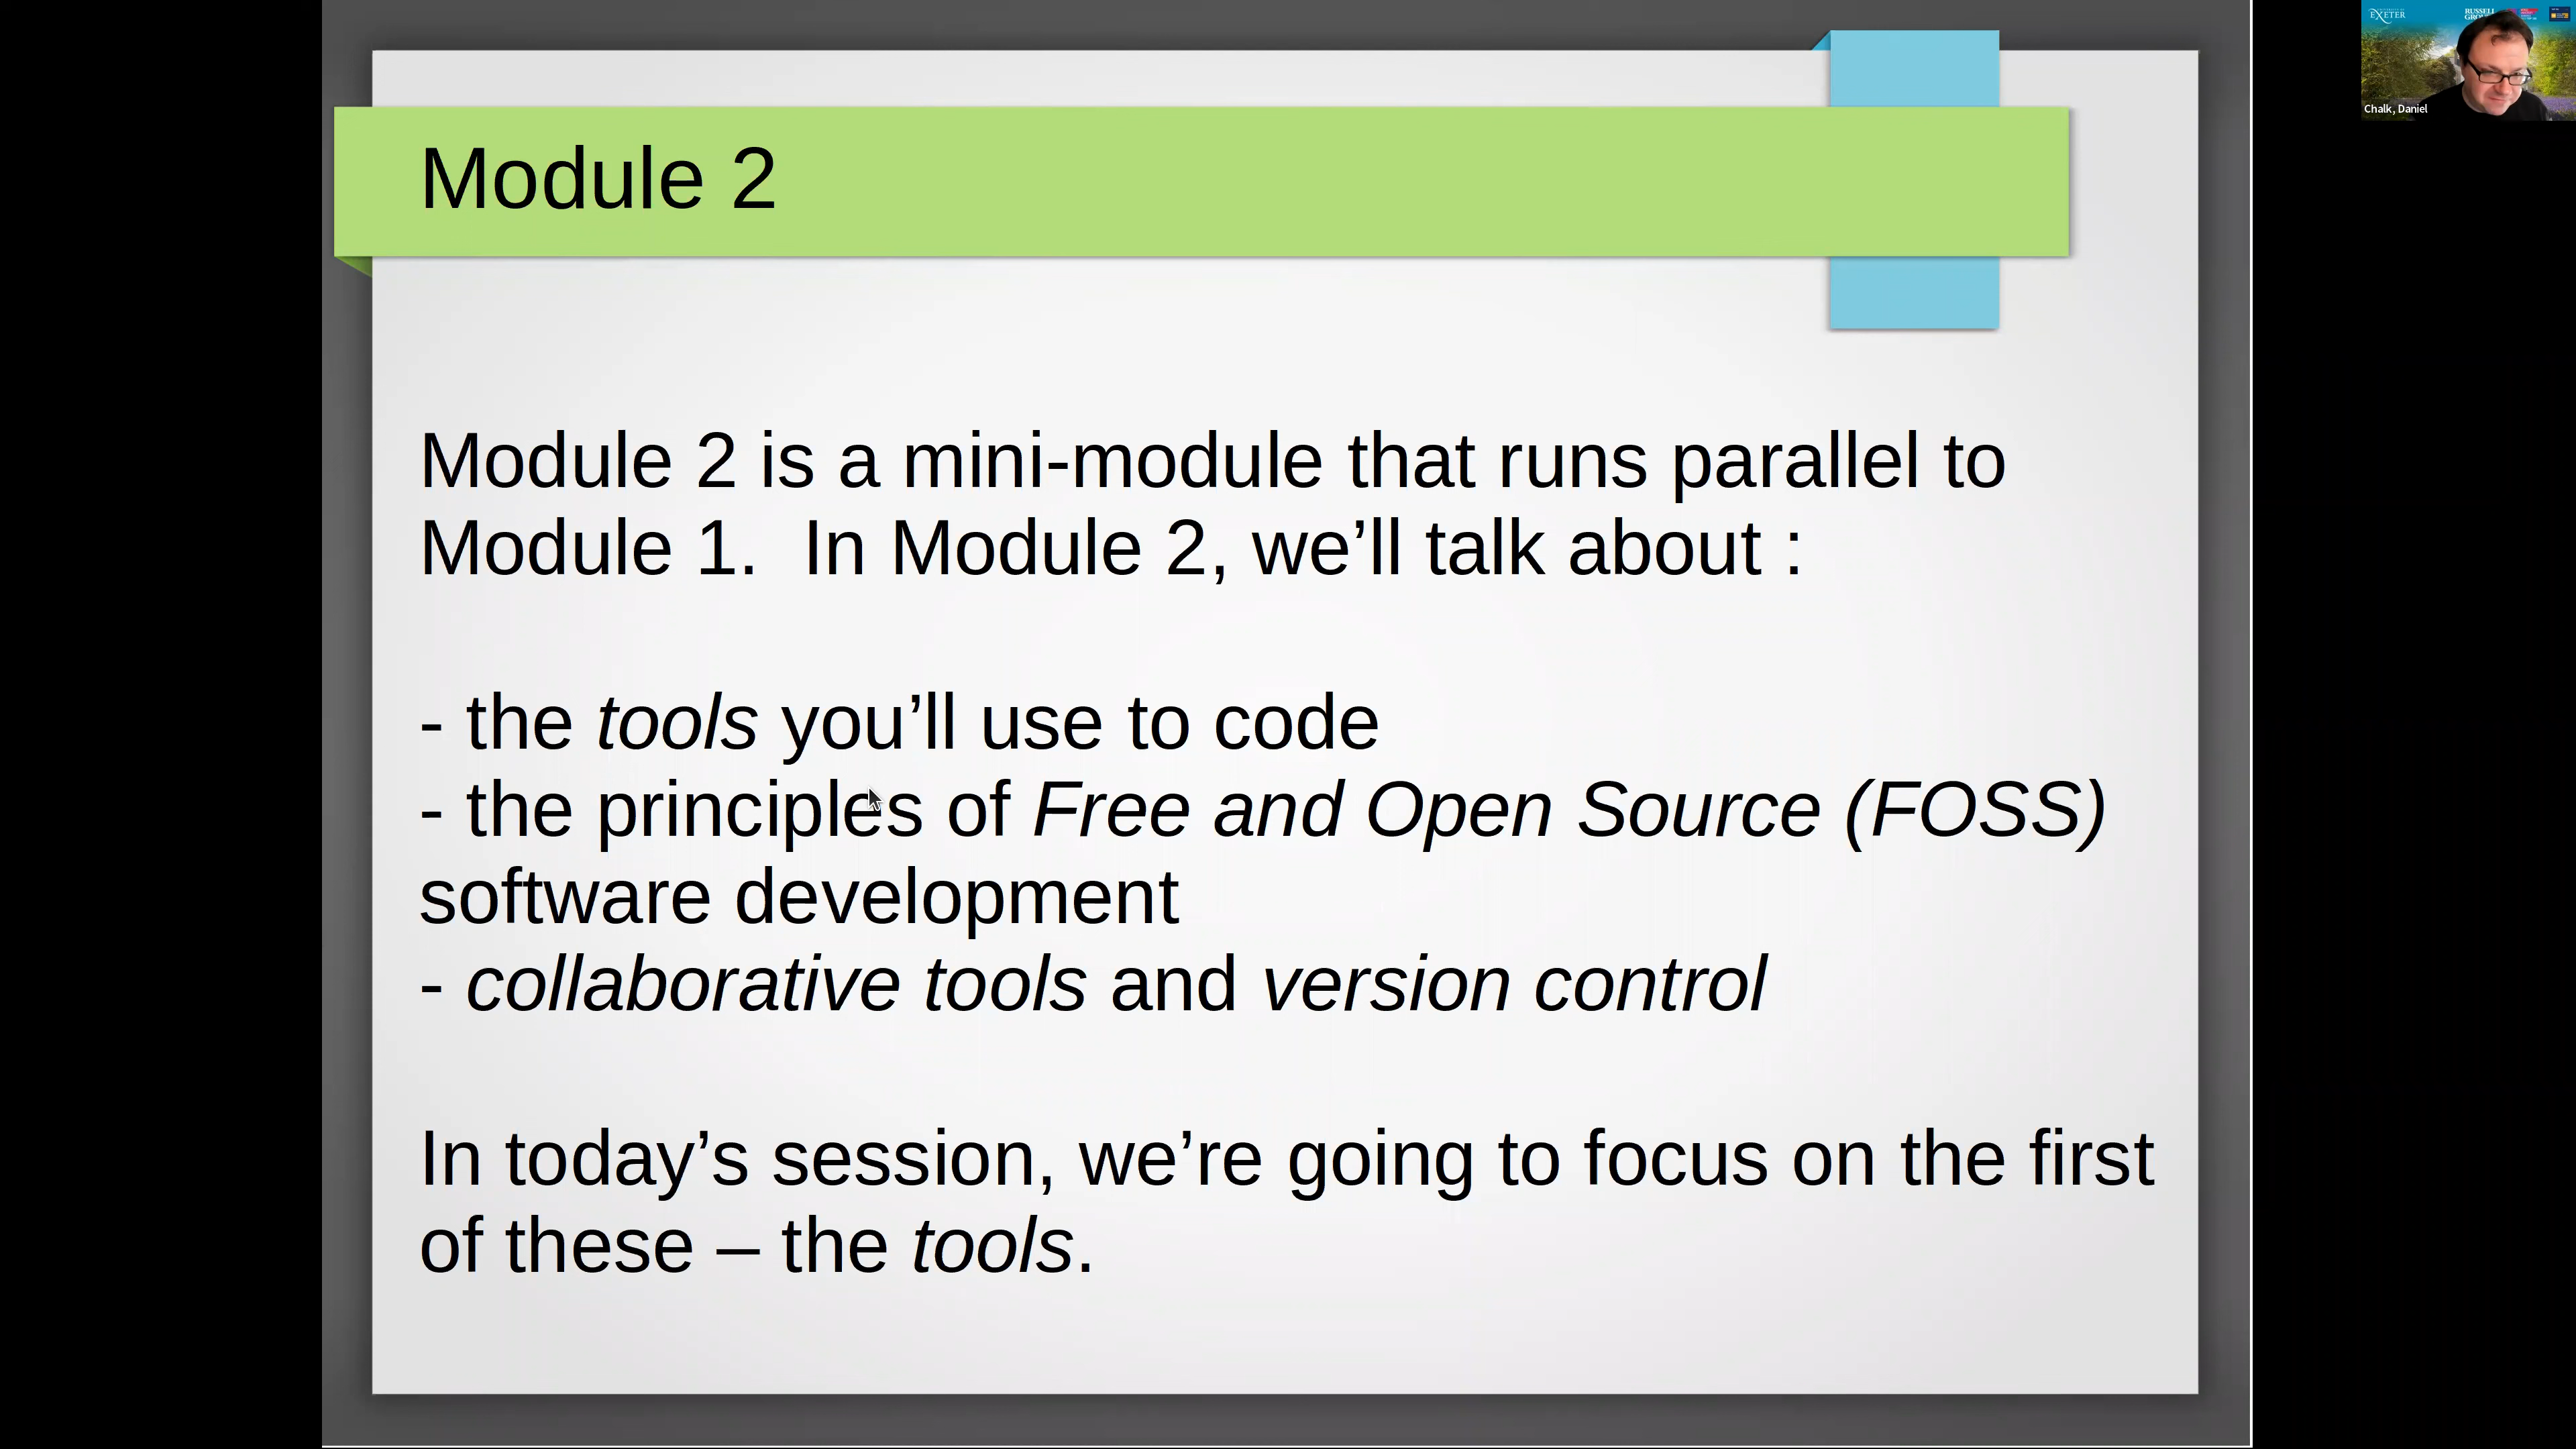 Module 2
Module 2 is a mini-module that runs parallel to
Module 1.  In Module 2, we’ll talk about :
- the tools you’ll use to code
- the principles of Free and Open Source (FOSS)
software development
- collaborative tools and version control
In today’s session, we’re going to focus on the first
of these – the tools.
EXETER
RUSSELL
Chalk, Daniel